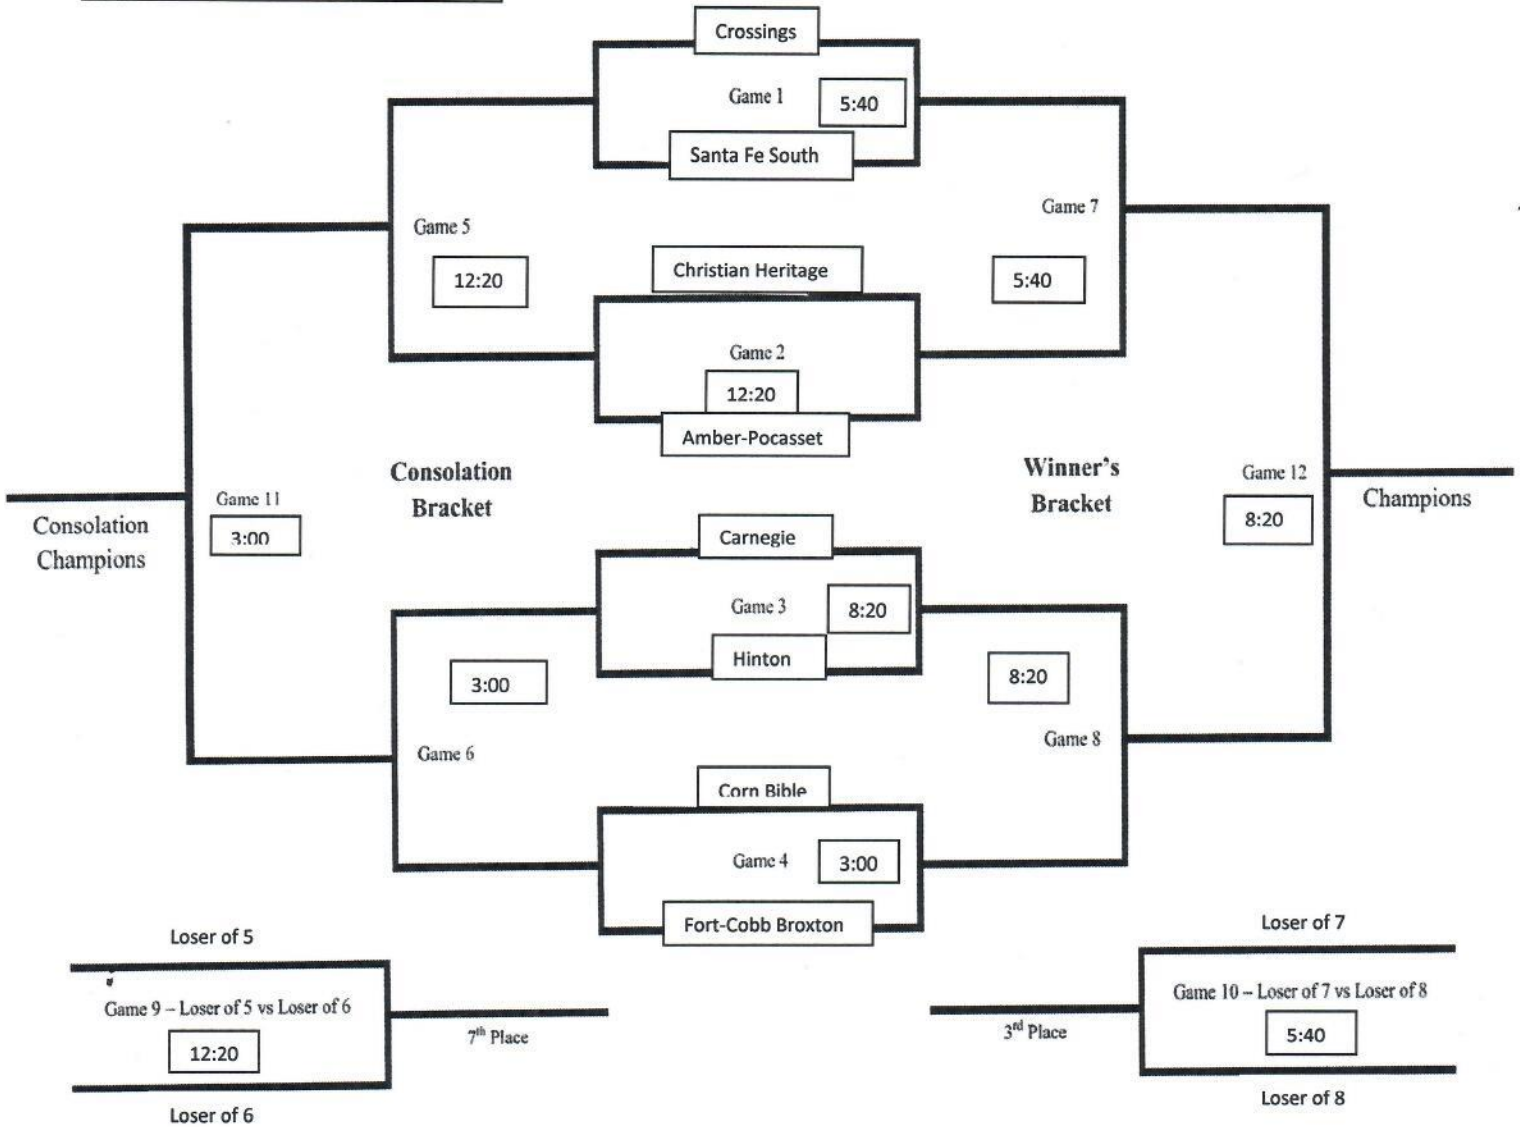 Crossings
Game 1
5:40
Santa Fe South
Game 5
12:20
Game 7
5:40
Christian Heritage
Game 2
12:20
Amber-Pocasset
Consolation
Bracket
Winner's
Bracket
Game 11
3:00
Consolation
Champions
Game 12
8:20
Champions
Carnegie
Game 3
8:20
Hinton
3:00
Game 6
8:20
Game 8
Corn Bible
Game 4
3:00
Fort-Cobb Broxton
Loser of 5
Game 9 – Loser of 5 vs Loser of 6
12:20
Loser of 6
7th Place
Loser of 7
Game 10 – Loser of 7 vs Loser of 8
5:40
Loser of 8
3rd Place